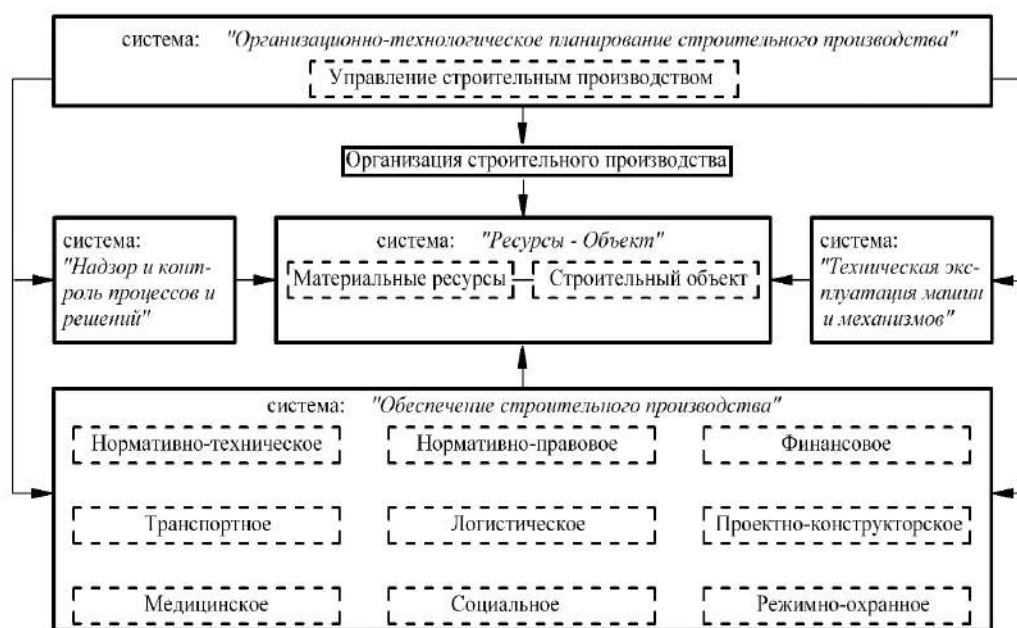 система: "Организационно-технологическое планирование строительного производства"
Управление строительным производством
Организация строительного производства
система:
"Надзор и конт-
роль процессов и
решений"
система: "Ресурсы - Объект"
Материальные ресурсы
Строительный объект
система:
"Техническая экс-
плуатация машин
и механизмов"
система: "Обеспечение строительного производства"
Нормативно-техническое
Нормативно-правовое
Финансовое
Транспортное
Логистическое
Проектно-конструкторское
Медицинское
Социальное
Режимно-охранное